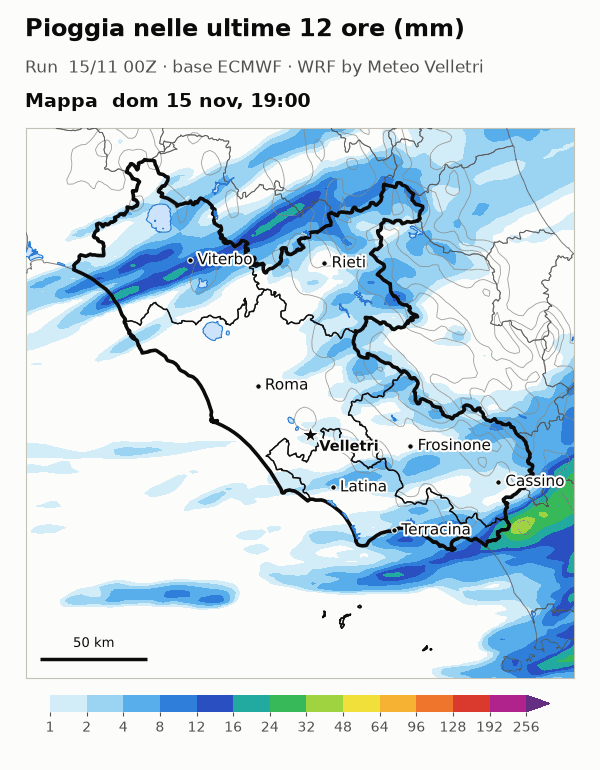 Pioggia nelle ultime 12 ore (mm)
Run 15/11 00Z · base ECMWF · WRF by Meteo Velletri
Mappa dom 15 nov, 19:00
Viterbo
Rieti
Roma
Velletri
Frosinone
Cassino
Latina
Terracina
50 km
1 2 4 8 12 16 24 32 48 64 96 128 192 256